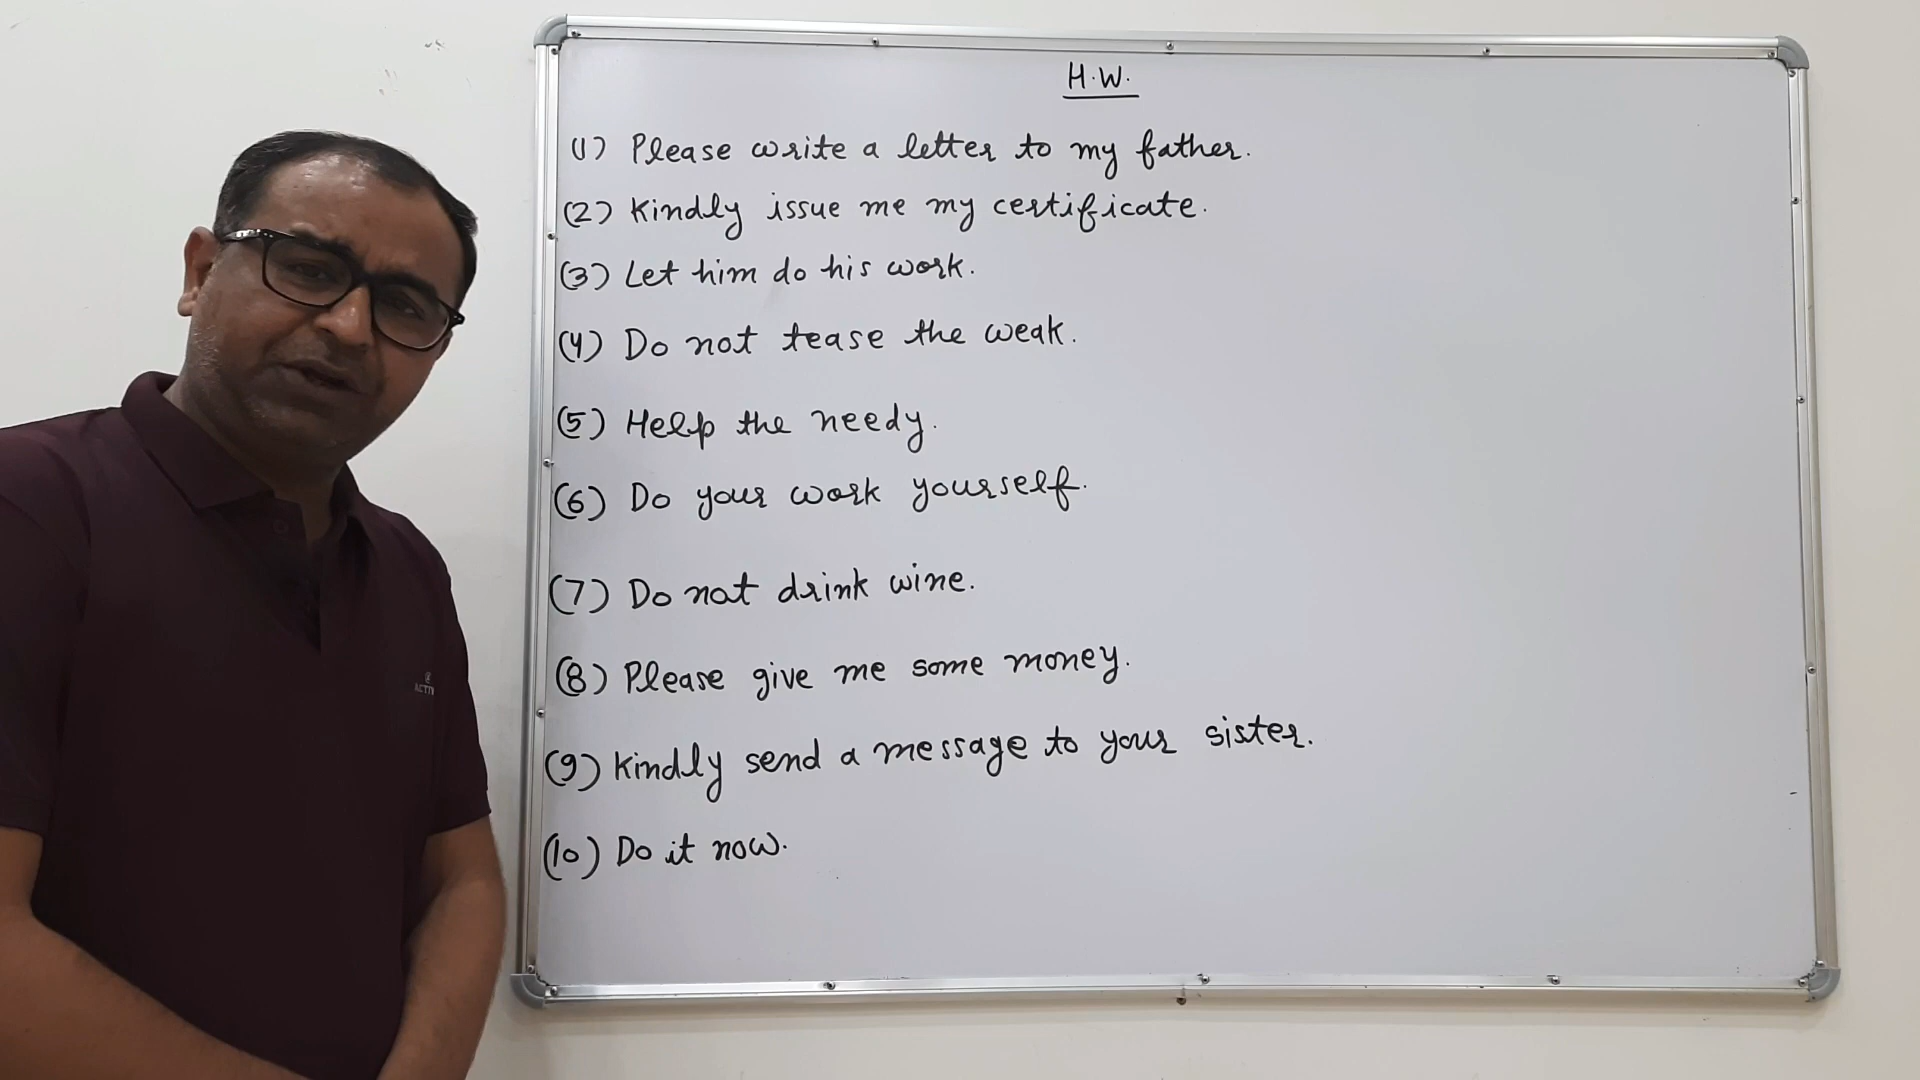 H.W.
(1) Please write a letter to my father.
(2) Kindly issue me my certificate.
(3) Let him do his work.
(4) Do not tease the weak.
(5) Help the needy.
(6) Do your work yourself.
(7) Do not drink wine.
(8) Please give me some money.
(9) Kindly send a message to your sister.
(10) Do it now.